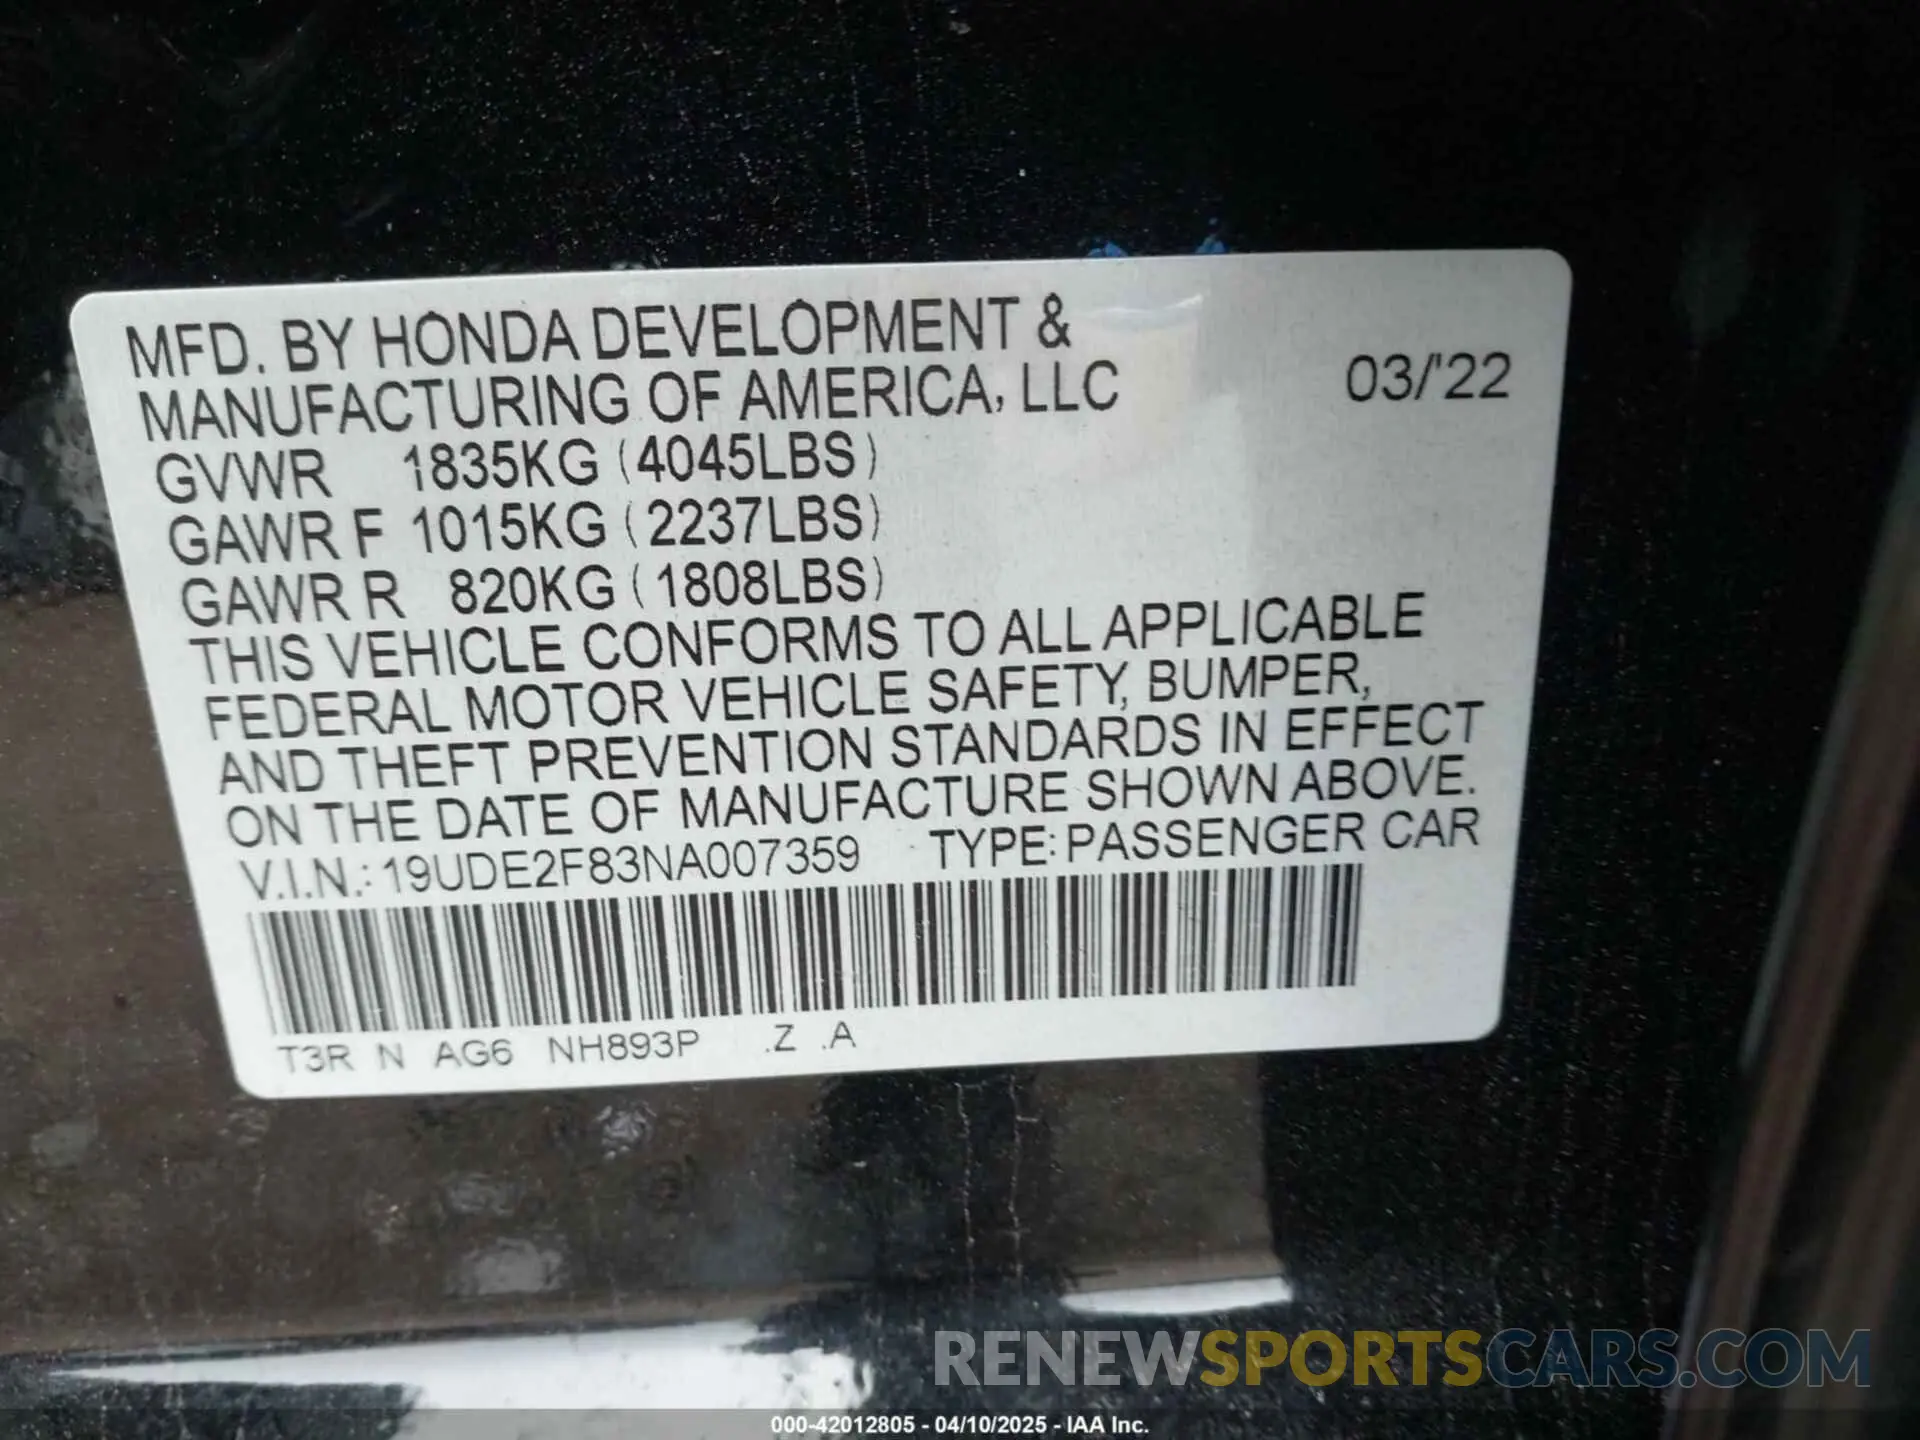 MFD. BY HONDA DEVELOPMENT &
MANUFACTURING OF AMERICA, LLC 03/'22
GVWR 1835KG (4045LBS)
GAWR F 1015KG (2237LBS)
GAWR R 820KG (1808LBS)
THIS VEHICLE CONFORMS TO ALL APPLICABLE
FEDERAL MOTOR VEHICLE SAFETY, BUMPER,
AND THEFT PREVENTION STANDARDS IN EFFECT
ON THE DATE OF MANUFACTURE SHOWN ABOVE.
V.I.N.: 19UDE2F83NA007359 TYPE: PASSENGER CAR
T3R N AG6 NH893P .Z .A
RENEWSPORTSCARS.COM
000-42012805 - 04/10/2025 - IAA Inc.